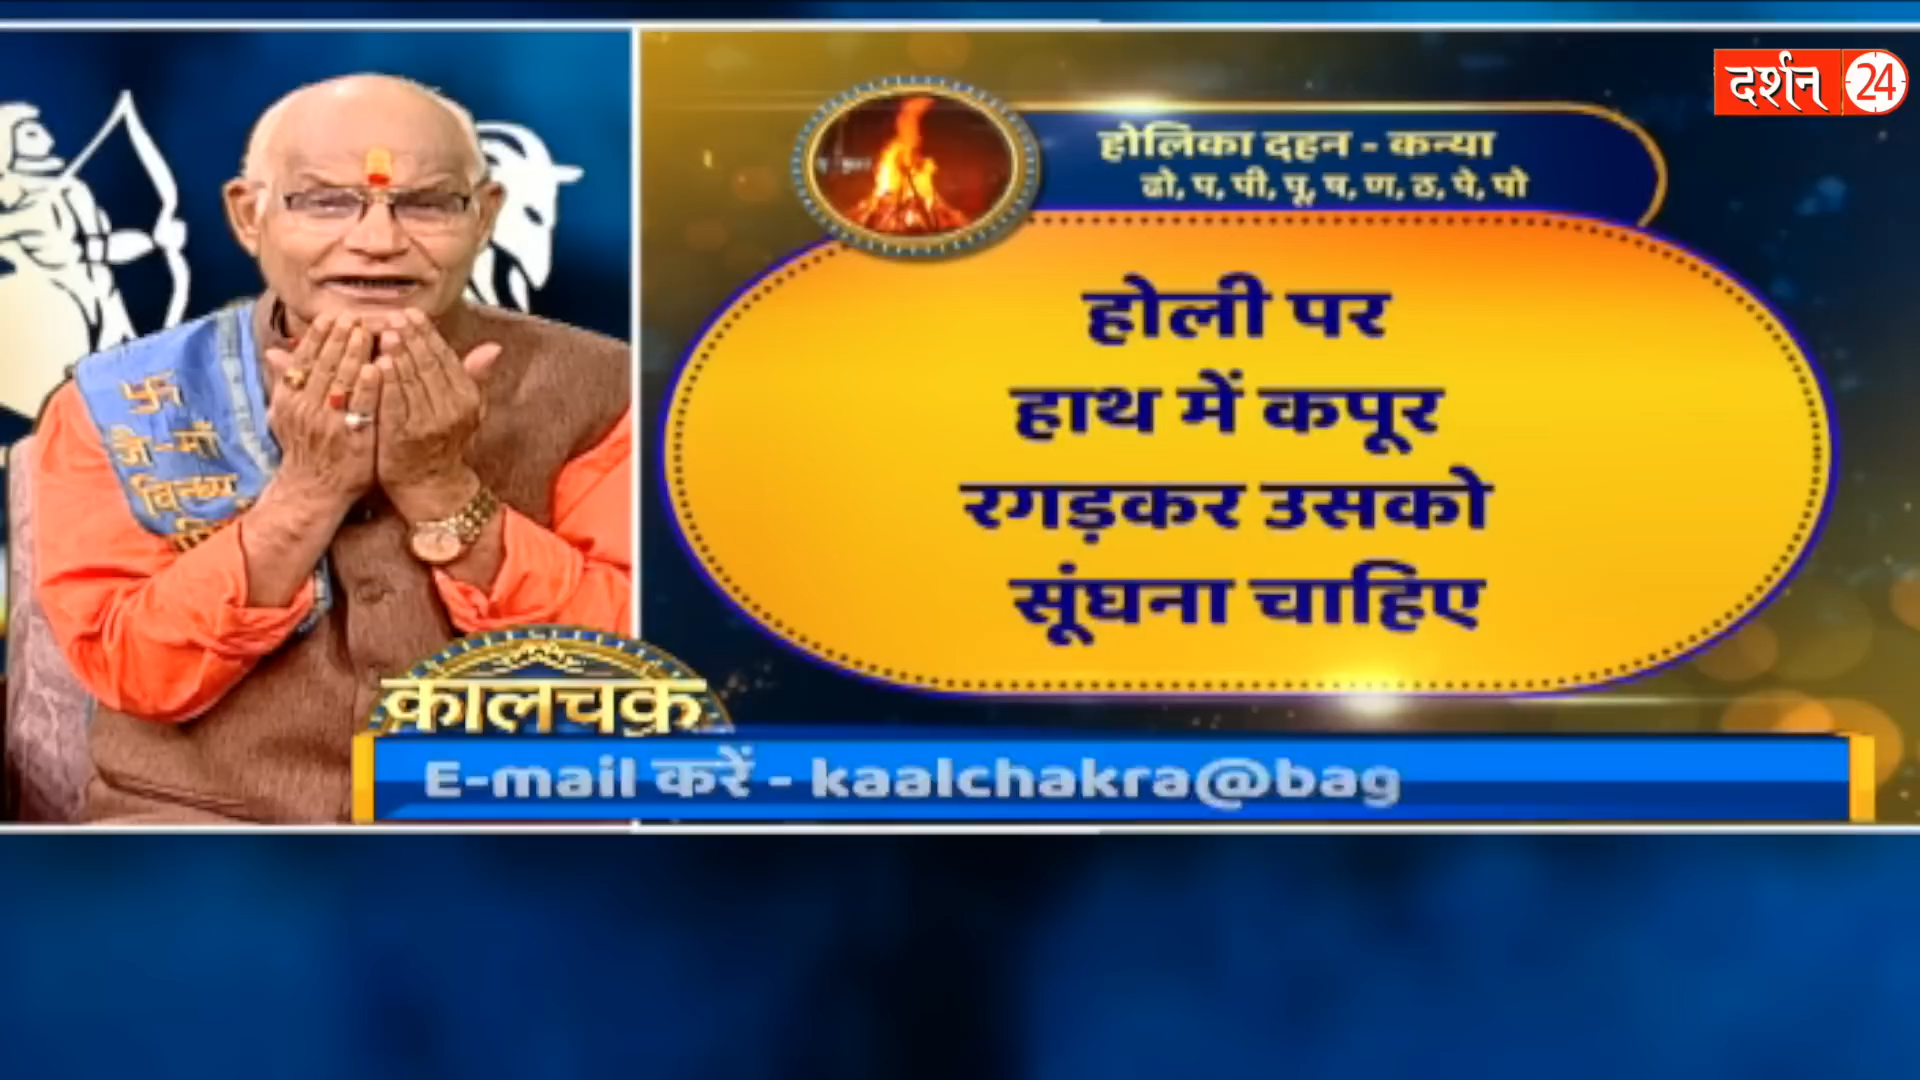 दर्शन 24
होलिका दहन - कन्या
ढो, प, पी, पू, ष, ण, ठ, पे, पो
होली पर
हाथ में कपूर
रगड़कर उसको
सूंघना चाहिए
जै-माँ
विन्ध्य
कालचक्र
E-mail करें - kaalchakra@bag